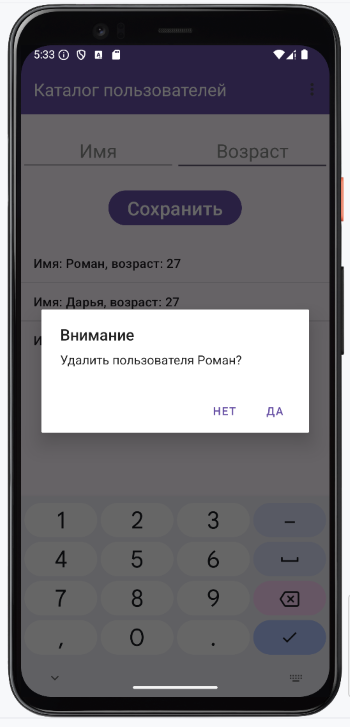 5:33
Каталог пользователей
Имя Возраст
Сохранить
Имя: Роман, возраст: 27
Имя: Дарья, возраст: 27
И
Внимание
Удалить пользователя Роман?
НЕТ ДА
1 2 3 –
4 5 6
7 8 9
, 0 .